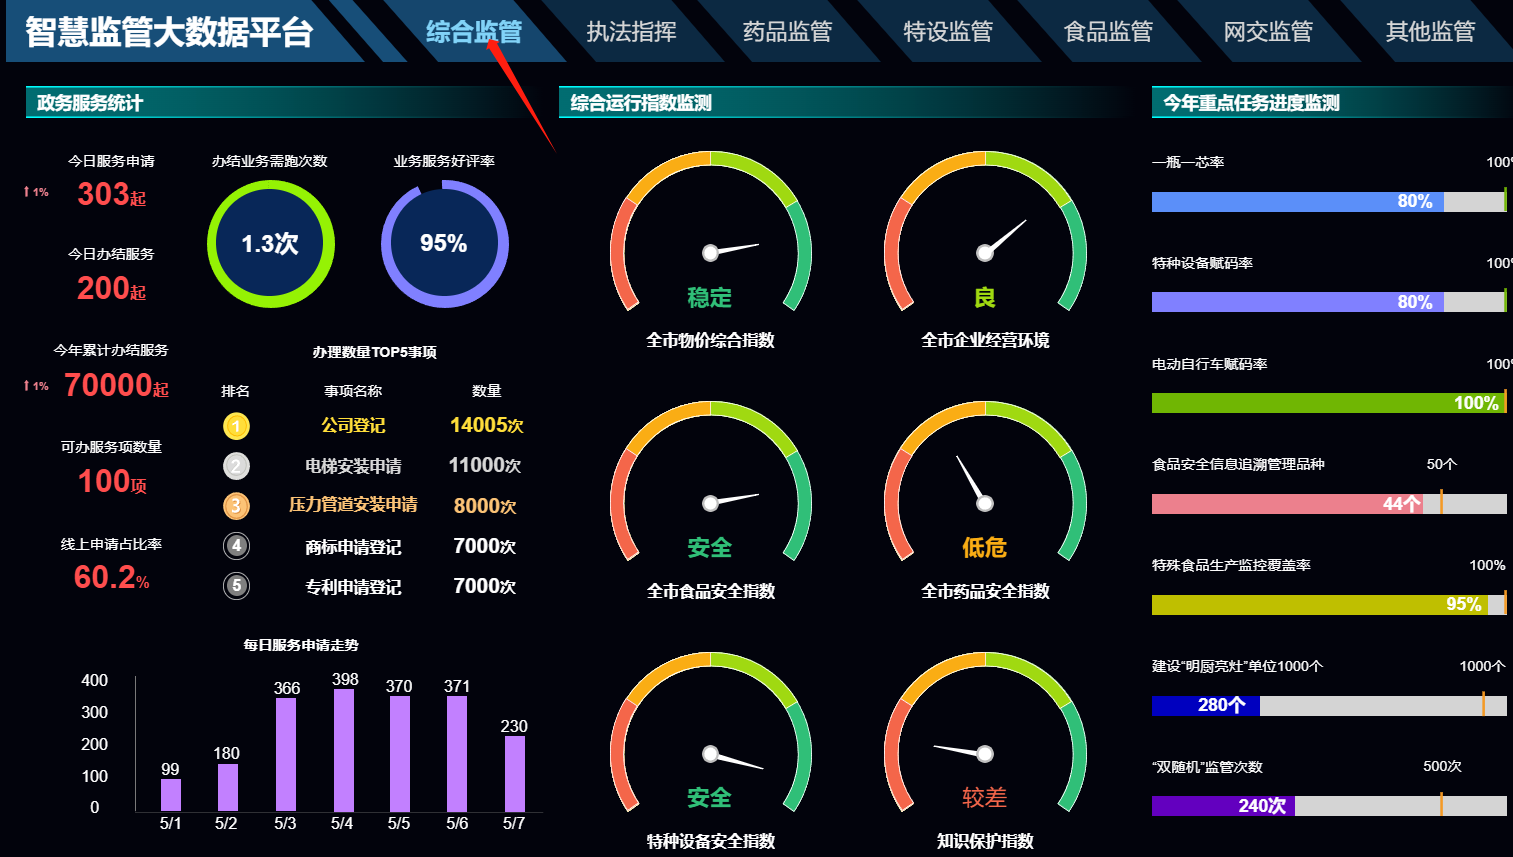 智慧监管大数据平台
综合监管
执法指挥
药品监管
特设监管
食品监管
网交监管
其他监管
政务服务统计
今日服务申请
1%
303起
今日办结服务
200起
今年累计办结服务
1%
70000起
可办服务项数量
100项
线上申请占比率
60.2%
办结业务需跑次数
1.3次
业务服务好评率
95%
办理数量TOP5事项
排名 事项名称 数量
1 公司登记 14005次
2 电梯安装申请 11000次
3 压力管道安装申请 8000次
4 商标申请登记 7000次
5 专利申请登记 7000次
每日服务申请走势
400
300
200
100
0
99
180
366
398
370
371
230
5/1 5/2 5/3 5/4 5/5 5/6 5/7
综合运行指数监测
稳定
全市物价综合指数
良
全市企业经营环境
安全
全市食品安全指数
低危
全市药品安全指数
安全
特种设备安全指数
较差
知识保护指数
今年重点任务进度监测
一瓶一芯率 100%
80%
特种设备赋码率 100%
80%
电动自行车赋码率 100%
100%
食品安全信息追溯管理品种 50个
44个
特殊食品生产监控覆盖率 100%
95%
建设“明厨亮灶”单位1000个 1000个
280个
“双随机”监管次数 500次
240次